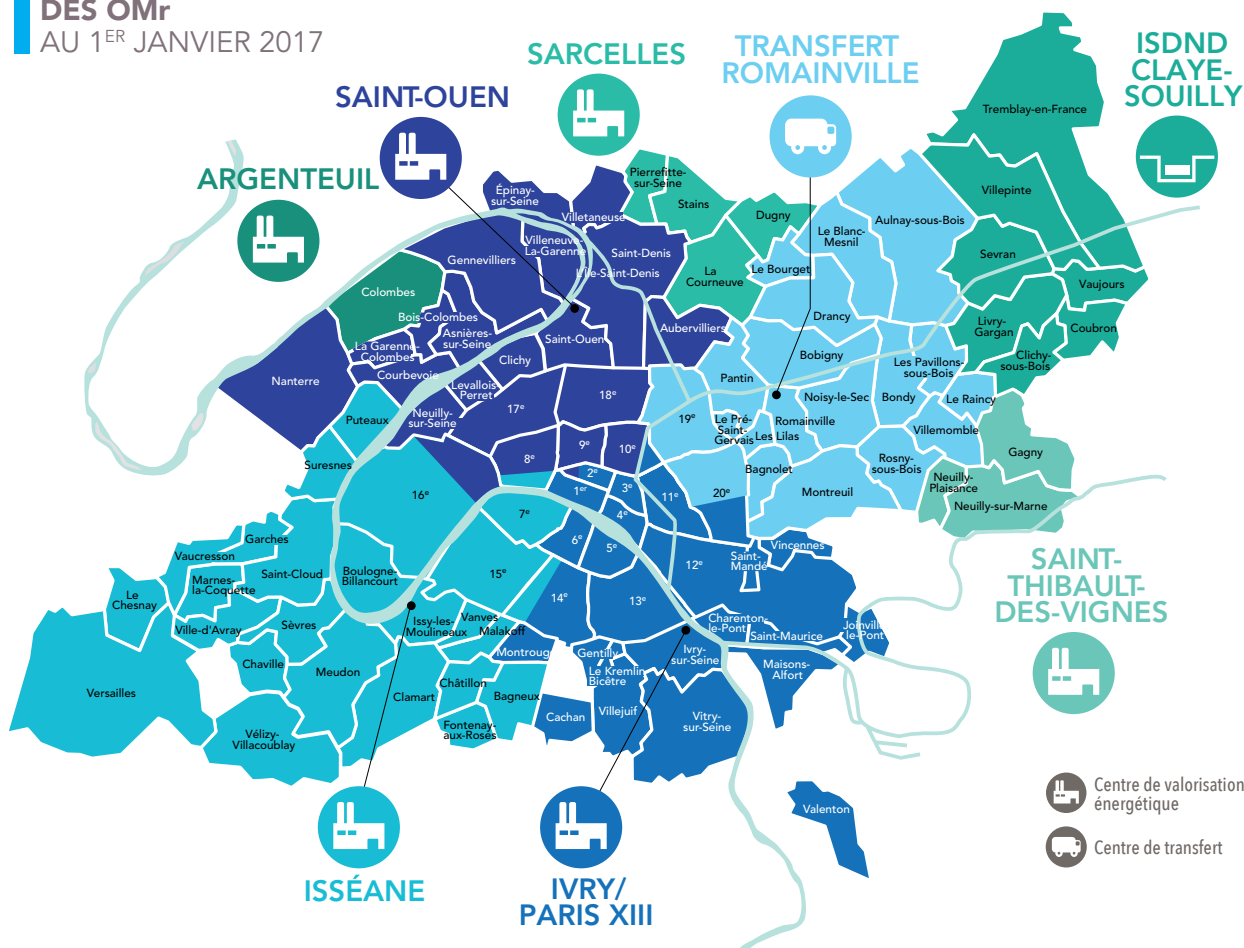 DES OMr
AU 1ER JANVIER 2017
SARCELLES
TRANSFERT
ROMAINVILLE
ISDND
CLAYE-
SOUILLY
SAINT-OUEN
ARGENTEUIL
Tremblay-en-France
Pierrefitte-
sur-Seine
Épinay-
sur-Seine
Villetaneuse
Stains
Dugny
Villepinte
Aulnay-sous-Bois
Le Blanc-
Mesnil
Villeneuve-
La-Garenne
Saint-Denis
Gennevilliers
L'Île-Saint-Denis
La
Courneuve
Le Bourget
Sevran
Vaujours
Colombes
Bois-Colombes
Asnières-
sur-Seine
Saint-Ouen
Aubervilliers
Drancy
Livry-
Gargan
Coubron
La Garenne-
Colombes
Clichy
Bobigny
Les Pavillons-
sous-Bois
Clichy-
sous-Bois
Nanterre
Courbevoie
Levallois-
Perret
Pantin
Noisy-le-Sec
Bondy
Le Raincy
Puteaux
Neuilly-
sur-Seine
17e
18e
19e
Le Pré-
Saint-
Gervais
Les Lilas
Romainville
Villemomble
Suresnes
8e
9e
10e
Bagnolet
Rosny-
sous-Bois
Gagny
16e
2e
1er
3e
11e
20e
Montreuil
Neuilly-
Plaisance
Neuilly-sur-Marne
7e
4e
6e
5e
Garches
Vaucresson
Saint-Cloud
Boulogne-
Billancourt
15e
12e
Saint-
Mandé
Vincennes
Le
Chesnay
Marnes-
la-Coquette
14e
13e
SAINT-
THIBAULT-
DES-VIGNES
Ville-d'Avray
Sèvres
Issy-les-
Moulineaux
Vanves
Malakoff
Charenton-
le-Pont
Saint-Maurice
Joinville
le-Pont
Chaville
Meudon
Montroug
Gentilly
Le Kremlin
Bicêtre
Ivry-
sur-Seine
Maisons-
Alfort
Versailles
Clamart
Châtillon
Bagneux
Cachan
Villejuif
Vitry-
sur-Seine
Vélizy-
Villacoublay
Fontenay-
aux-Roses
Valenton
Centre de valorisation
énergétique
Centre de transfert
ISSÉANE
IVRY/
PARIS XIII